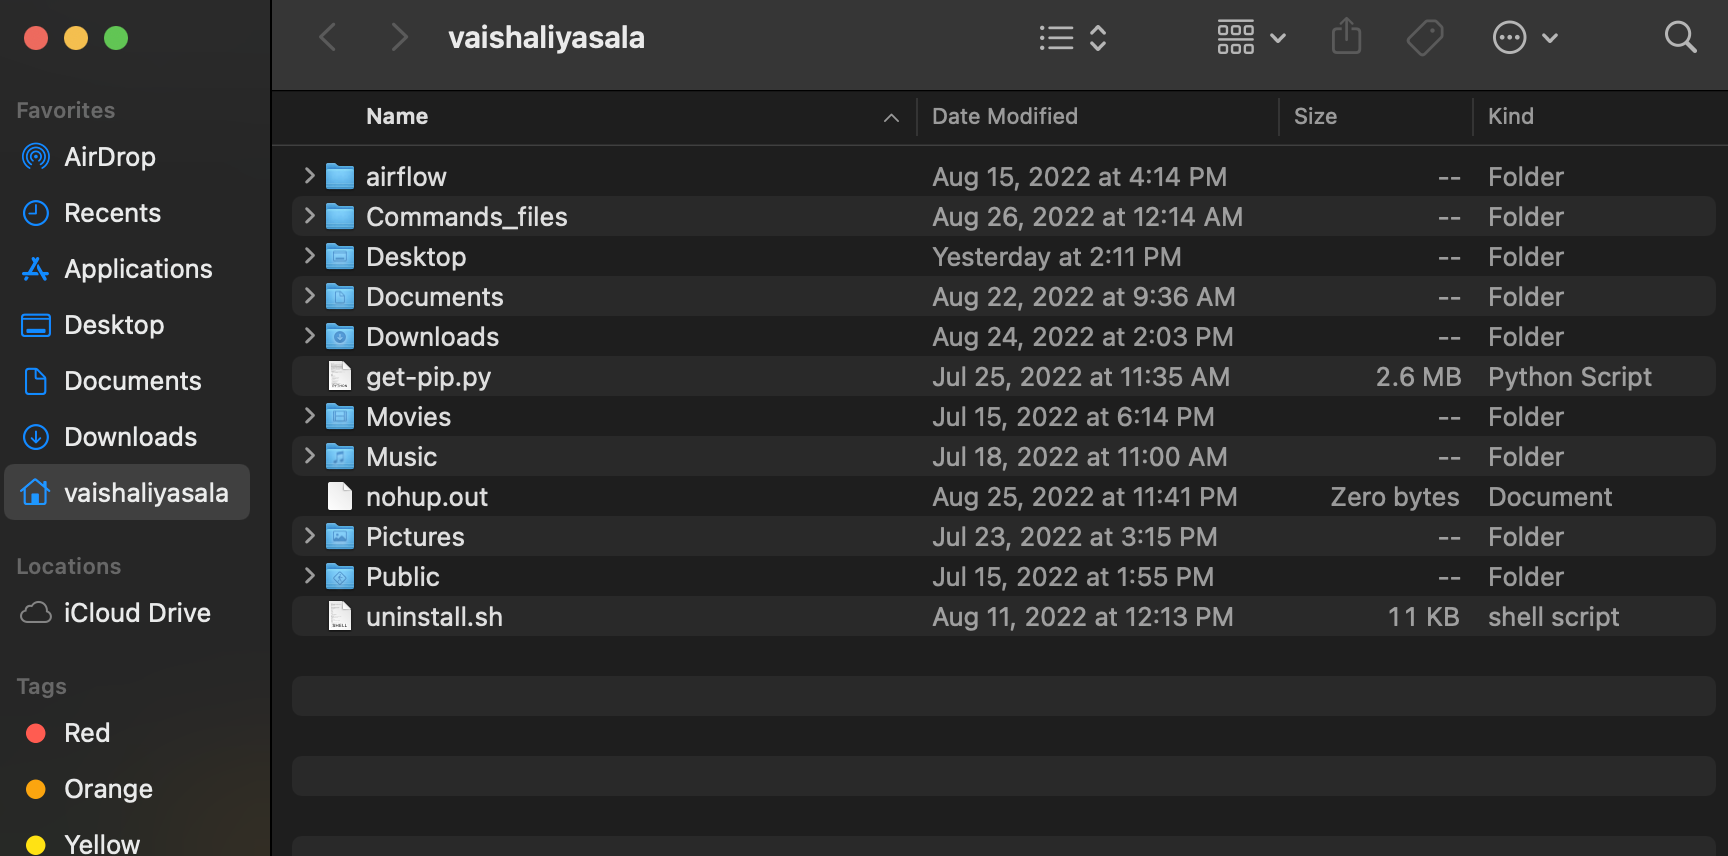 vaishaliyasala
Favorites
AirDrop
Recents
Applications
Desktop
Documents
Downloads
vaishaliyasala
Locations
iCloud Drive
Tags
Red
Orange
Yellow
Name Date Modified Size Kind
airflow Aug 15, 2022 at 4:14 PM -- Folder
Commands_files Aug 26, 2022 at 12:14 AM -- Folder
Desktop Yesterday at 2:11 PM -- Folder
Documents Aug 22, 2022 at 9:36 AM -- Folder
Downloads Aug 24, 2022 at 2:03 PM -- Folder
get-pip.py Jul 25, 2022 at 11:35 AM 2.6 MB Python Script
Movies Jul 15, 2022 at 6:14 PM -- Folder
Music Jul 18, 2022 at 11:00 AM -- Folder
nohup.out Aug 25, 2022 at 11:41 PM Zero bytes Document
Pictures Jul 23, 2022 at 3:15 PM -- Folder
Public Jul 15, 2022 at 1:55 PM -- Folder
uninstall.sh Aug 11, 2022 at 12:13 PM 11 KB shell script